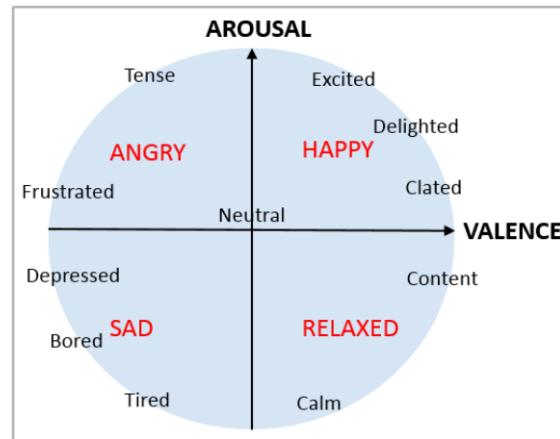 AROUSAL
Tense
Excited
Delighted
ANGRY
HAPPY
Frustrated
Clated
Neutral
VALENCE
Depressed
Content
Bored
SAD
RELAXED
Tired
Calm